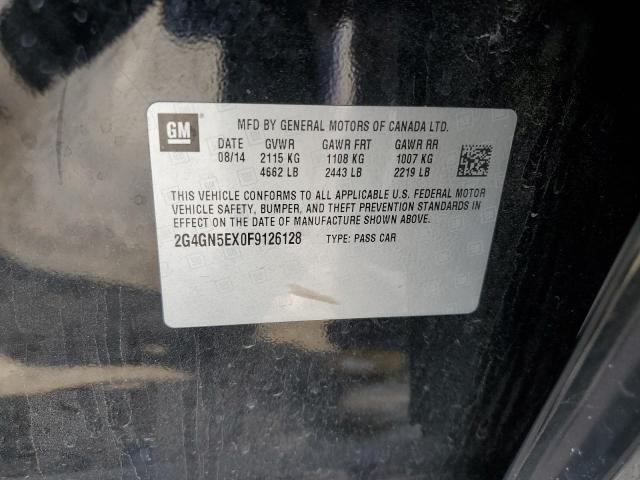 GM
MFD BY GENERAL MOTORS OF CANADA LTD.
DATE GVWR GAWR FRT GAWR RR
08/14 2115 KG 1108 KG 1007 KG
4662 LB 2443 LB 2219 LB
THIS VEHICLE CONFORMS TO ALL APPLICABLE U.S. FEDERAL MOTOR
VEHICLE SAFETY, BUMPER, AND THEFT PREVENTION STANDARDS IN
EFFECT ON THE DATE OF MANUFACTURE SHOWN ABOVE.
2G4GN5EX0F9126128 TYPE: PASS CAR